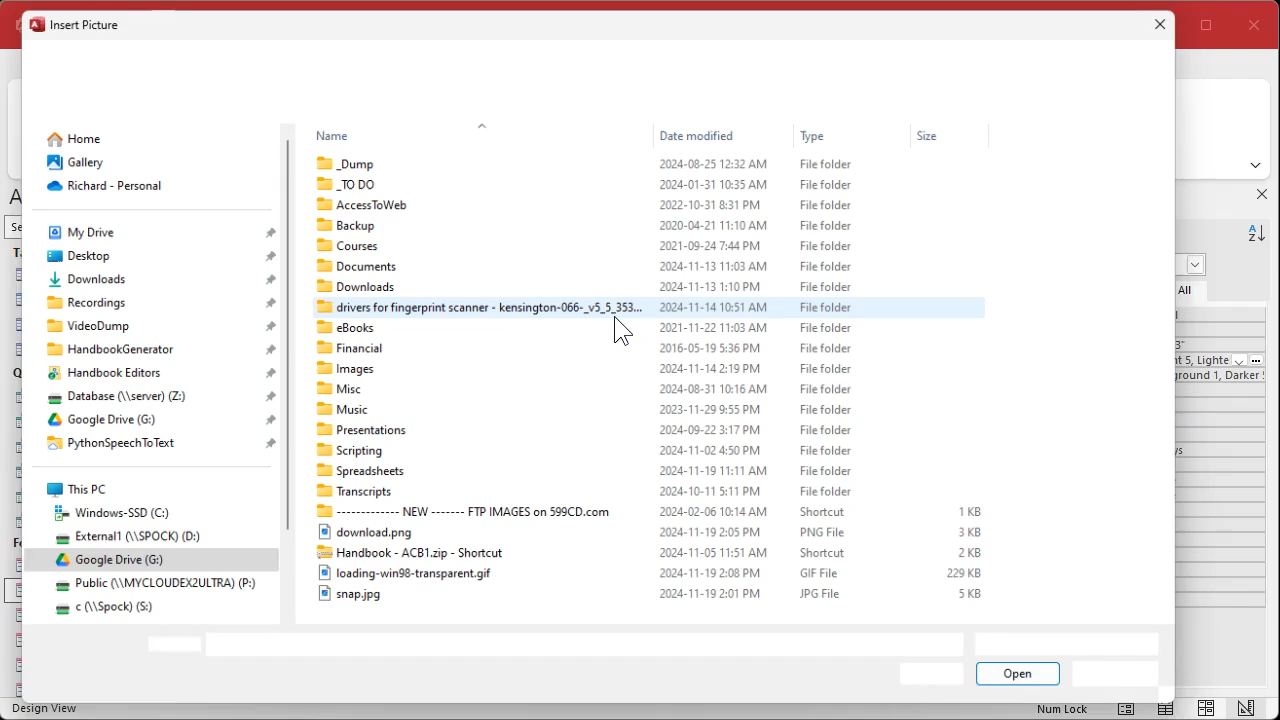 Insert Picture
Home
Gallery
Richard - Personal
My Drive
Desktop
Downloads
Recordings
VideoDump
HandbookGenerator
Handbook Editors
Database (\\server) (Z:)
Google Drive (G:)
PythonSpeechToText
This PC
Windows-SSD (C:)
External1 (\\SPOCK) (D:)
Google Drive (G:)
Public (\\MYCLOUDEX2ULTRA) (P:)
c (\\Spock) (S:)
Name Date modified Type Size
_Dump 2024-08-25 12:32 AM File folder
_TO DO 2024-01-31 10:35 AM File folder
AccessToWeb 2022-10-31 8:31 PM File folder
Backup 2020-04-21 11:10 AM File folder
Courses 2021-09-24 7:44 PM File folder
Documents 2024-11-13 11:03 AM File folder
Downloads 2024-11-13 1:10 PM File folder
drivers for fingerprint scanner - kensington-066-_v5_5_353... 2024-11-14 10:51 AM File folder
eBooks 2021-11-22 11:03 AM File folder
Financial 2016-05-19 5:36 PM File folder
Images 2024-11-14 2:19 PM File folder
Misc 2024-08-31 10:16 AM File folder
Music 2023-11-29 9:55 PM File folder
Presentations 2024-09-22 3:17 PM File folder
Scripting 2024-11-02 4:50 PM File folder
Spreadsheets 2024-11-19 11:11 AM File folder
Transcripts 2024-10-11 5:11 PM File folder
------------- NEW ------- FTP IMAGES on 599CD.com 2024-02-06 10:14 AM Shortcut 1 KB
download.png 2024-11-19 2:05 PM PNG File 3 KB
Handbook - ACB1.zip - Shortcut 2024-11-05 11:51 AM Shortcut 2 KB
loading-win98-transparent.gif 2024-11-19 2:08 PM GIF File 229 KB
snap.jpg 2024-11-19 2:01 PM JPG File 5 KB
Open
All
nt 5, Lighte
ground 1, Darker
Design View
Num Lock